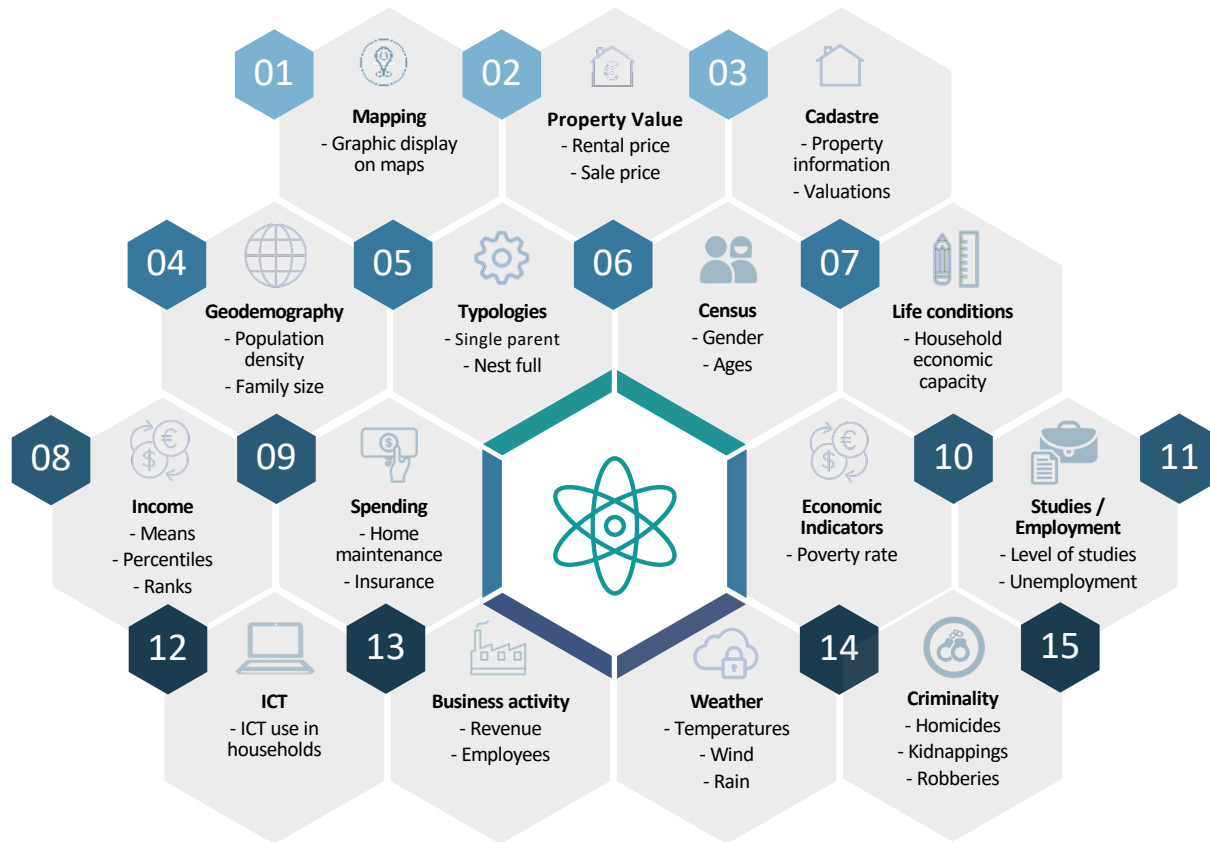 01
Mapping
- Graphic display
on maps
02
Property Value
- Rental price
- Sale price
03
Cadastre
- Property
information
- Valuations
04
Geodemography
- Population
density
- Family size
05
Typologies
- Single parent
- Nest full
06
Census
- Gender
- Ages
07
Life conditions
- Household
economic
capacity
08
Income
- Means
- Percentiles
- Ranks
09
Spending
- Home
maintenance
- Insurance
10
Economic
Indicators
- Poverty rate
11
Studies /
Employment
- Level of studies
- Unemployment
12
ICT
- ICT use in
households
13
Business activity
- Revenue
- Employees
14
Weather
- Temperatures
- Wind
- Rain
15
Criminality
- Homicides
- Kidnappings
- Robberies